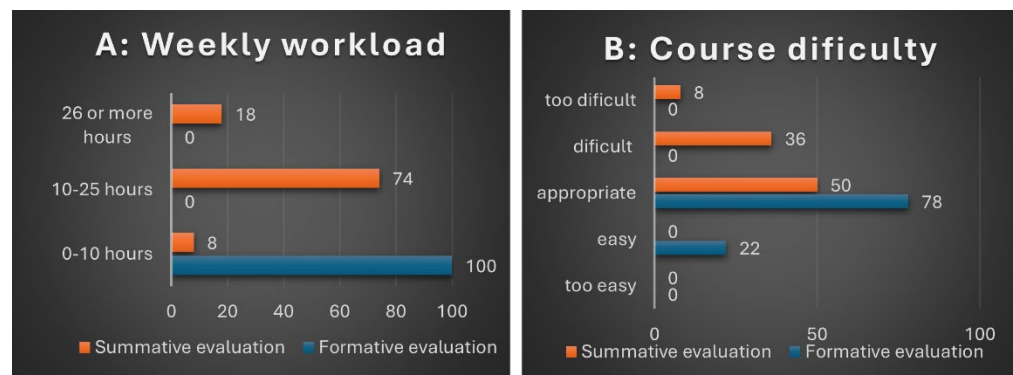 A: Weekly workload
26 or more
hours
18
0
10-25 hours
74
0
0-10 hours
8
100
0 20 40 60 80 100
Summative evaluation Formative evaluation
B: Course dificulty
too dificult
8
0
dificult
36
0
appropriate
50
78
easy
0
22
too easy
0
0
0 50 100
Summative evaluation Formative evaluation